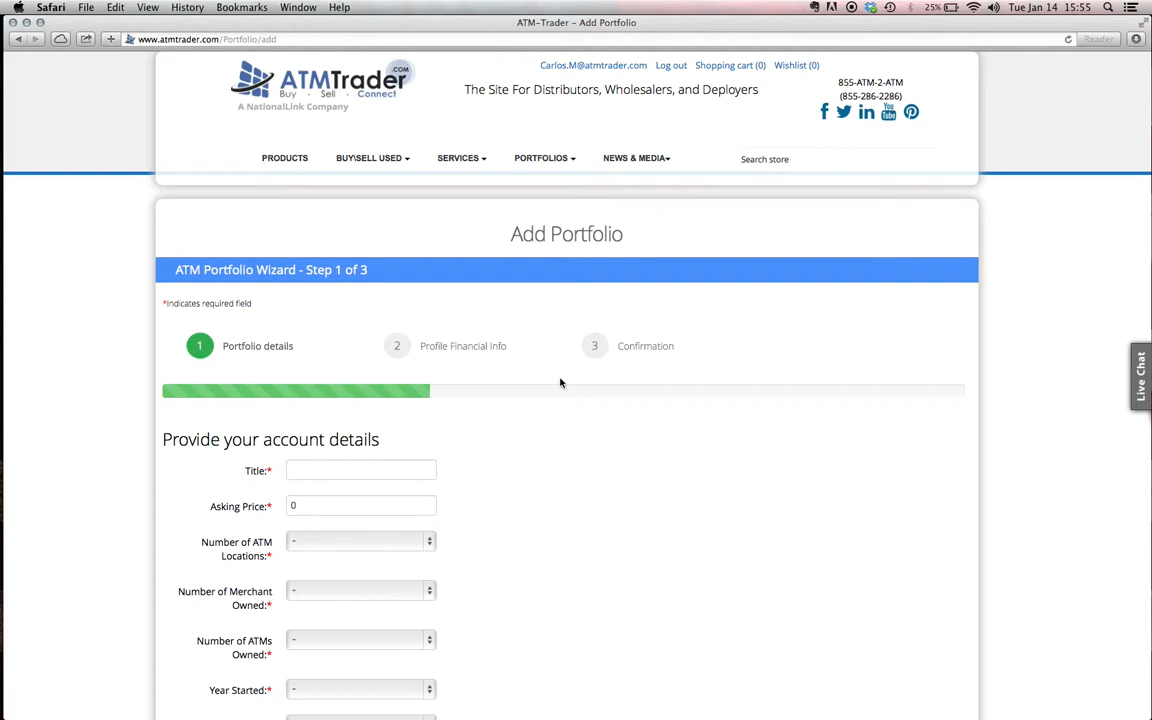 Safari File Edit View History Bookmarks Window Help 25% Tue Jan 14 15:55
ATM-Trader – Add Portfolio
www.atmtrader.com/Portfolio/add Reader
Carlos.M@atmtrader.com Log out Shopping cart (0) Wishlist (0)
ATMTrader .COM
Buy · Sell · Connect
A NationalLink Company
The Site For Distributors, Wholesalers, and Deployers
855-ATM-2-ATM
(855-286-2286)
f in You Tube
PRODUCTS BUY\SELL USED SERVICES PORTFOLIOS NEWS & MEDIA Search store
Add Portfolio
ATM Portfolio Wizard - Step 1 of 3
*Indicates required field
1 Portfolio details 2 Profile Financial Info 3 Confirmation
Live Chat
Provide your account details
Title:*
Asking Price:* 0
Number of ATM Locations:* -
Number of Merchant Owned:* -
Number of ATMs Owned:* -
Year Started:* -